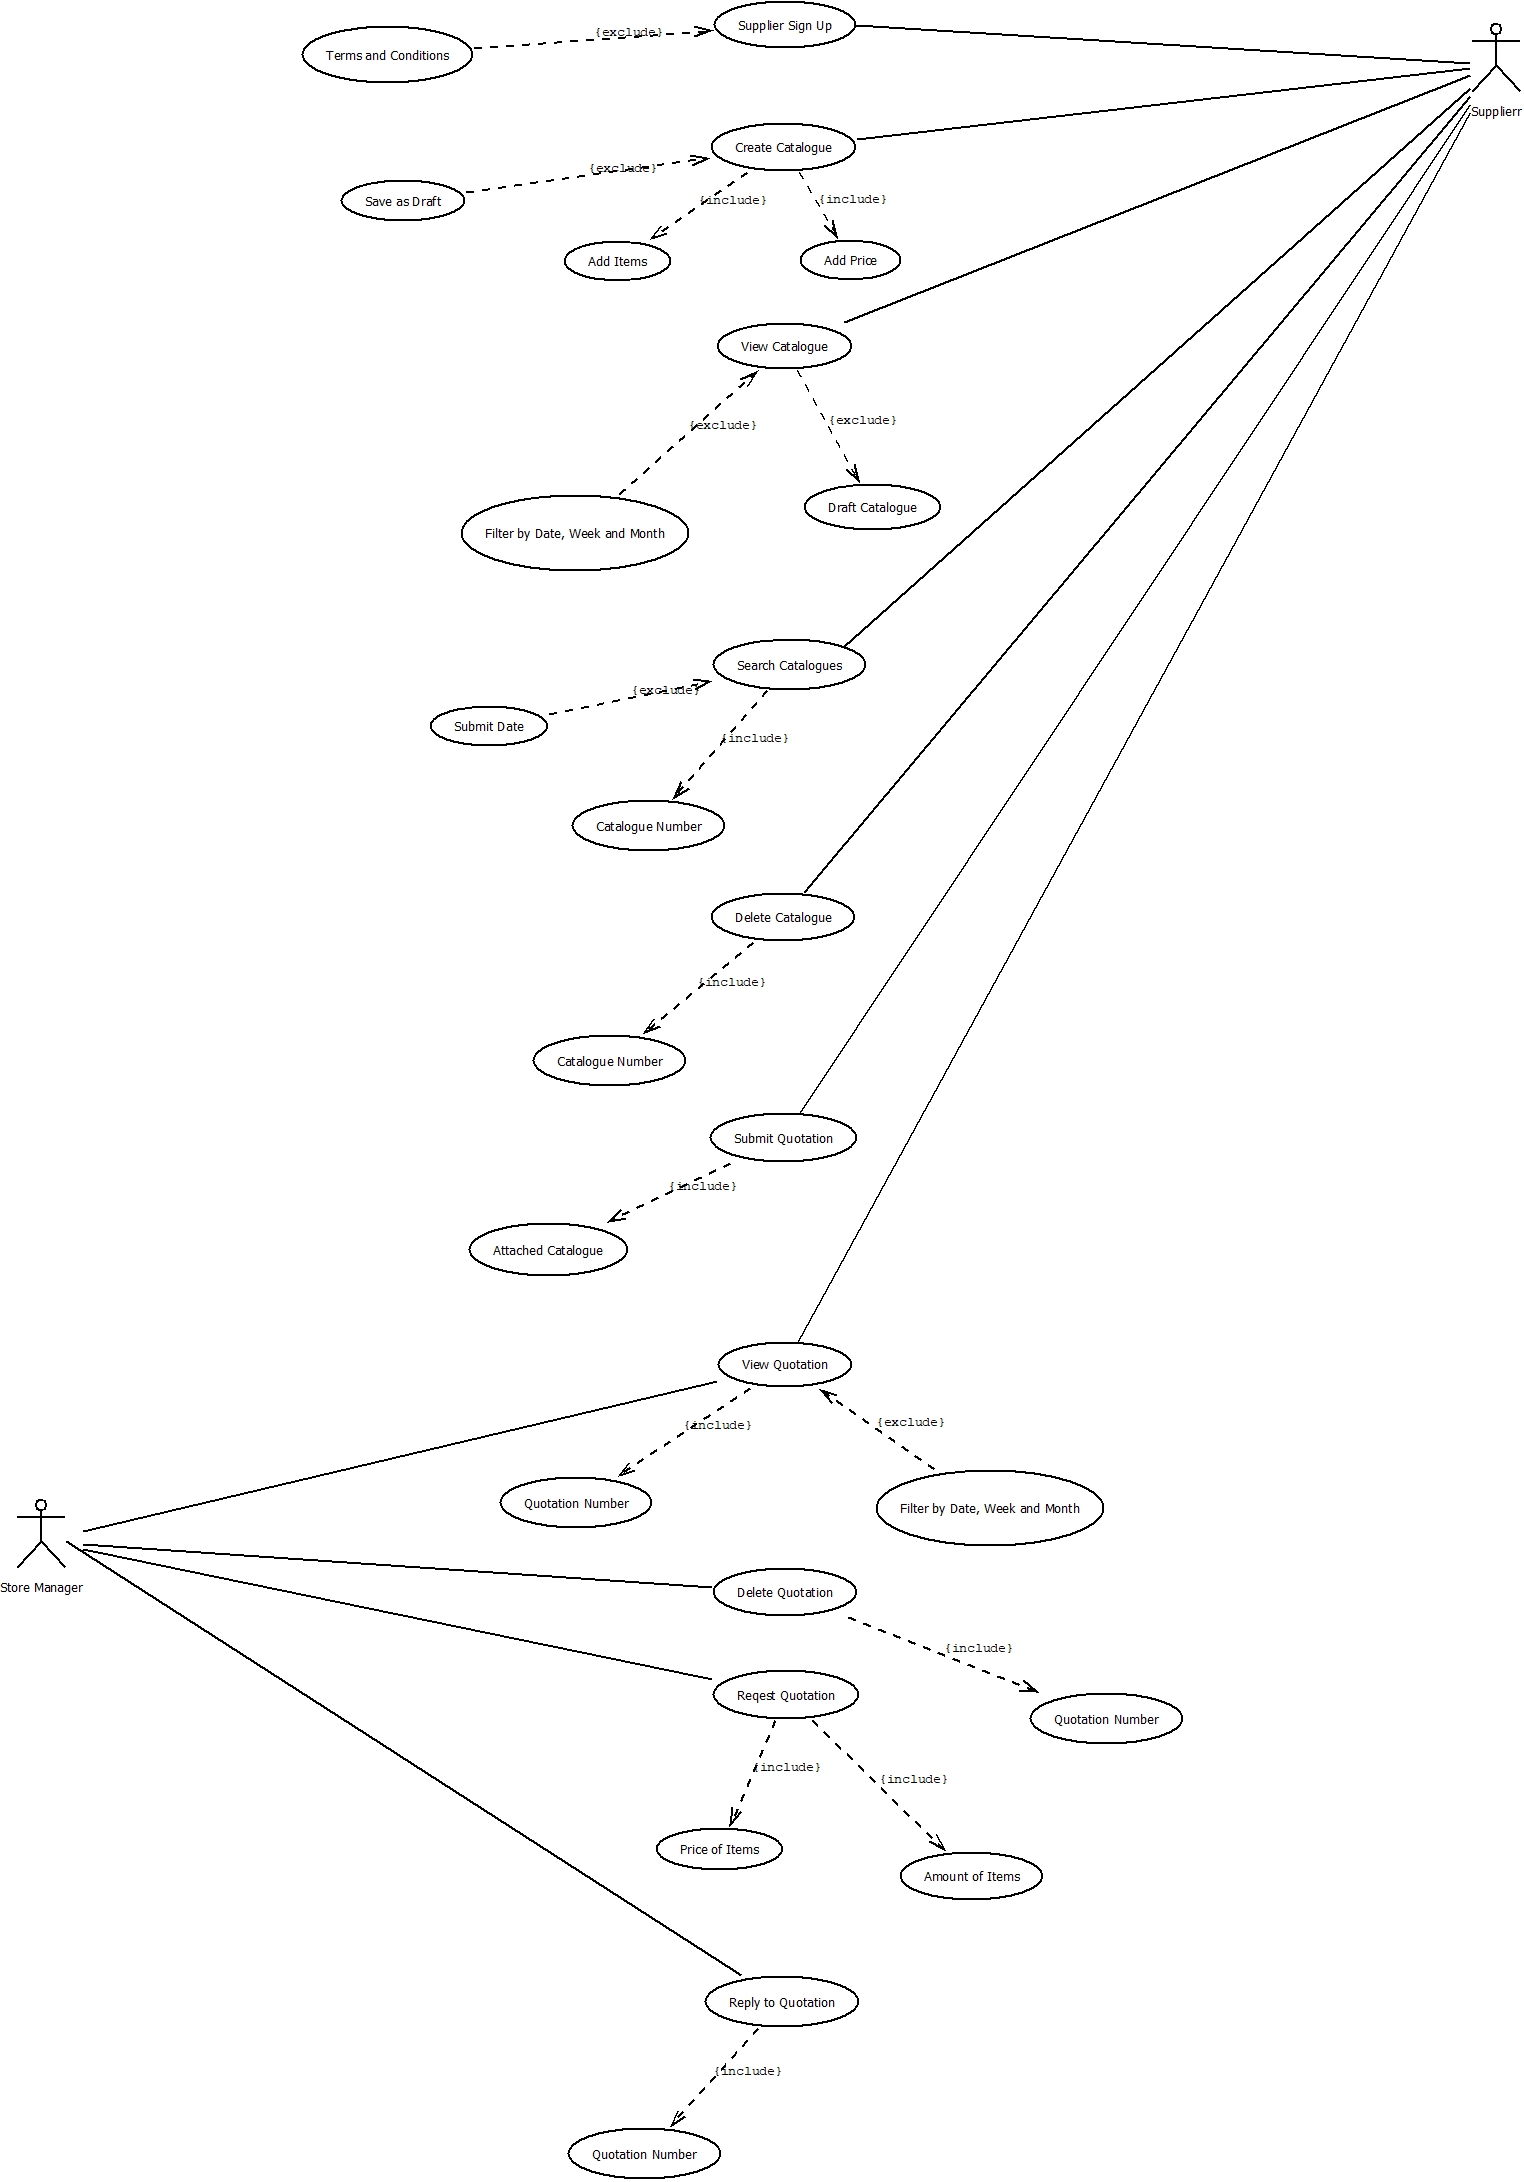 Supplier Sign Up
{exclude}
Terms and Conditions
Supplierr
Create Catalogue
{exclude}
Save as Draft
{include}
{include}
Add Items
Add Price
View Catalogue
{exclude}
{exclude}
Draft Catalogue
Filter by Date, Week and Month
Search Catalogues
{exclude}
Submit Date
{include}
Catalogue Number
Delete Catalogue
{include}
Catalogue Number
Submit Quotation
{include}
Attached Catalogue
View Quotation
{include}
{exclude}
Quotation Number
Filter by Date, Week and Month
Store Manager
Delete Quotation
{include}
Quotation Number
Reqest Quotation
{include}
{include}
Price of Items
Amount of Items
Reply to Quotation
{include}
Quotation Number